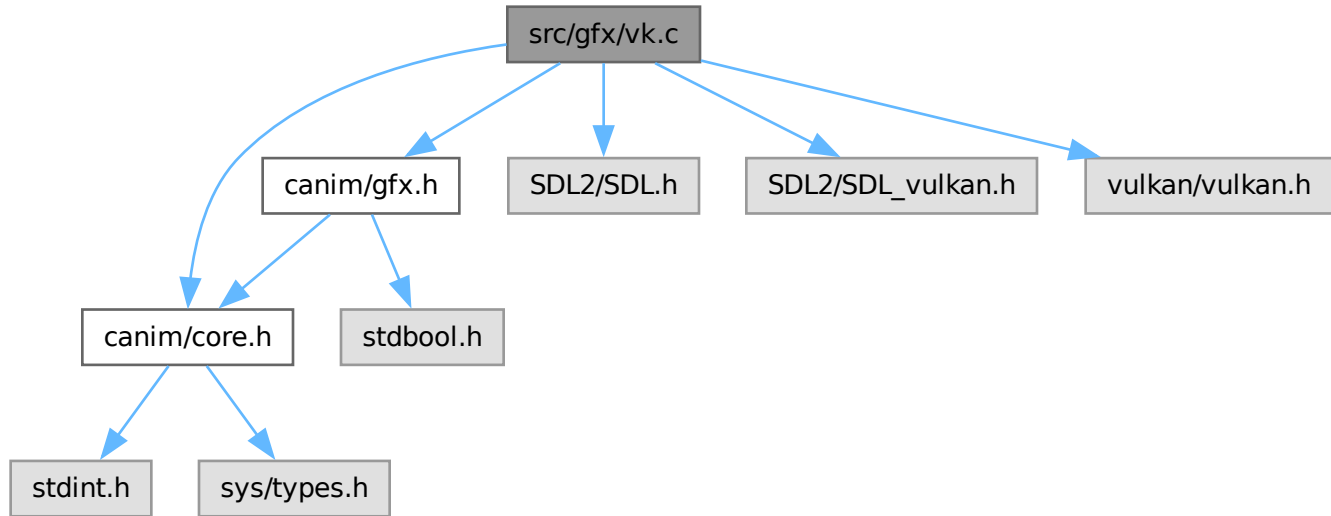 src/gfx/vk.c
canim/gfx.h
SDL2/SDL.h
SDL2/SDL_vulkan.h
vulkan/vulkan.h
canim/core.h
stdbool.h
stdint.h
sys/types.h